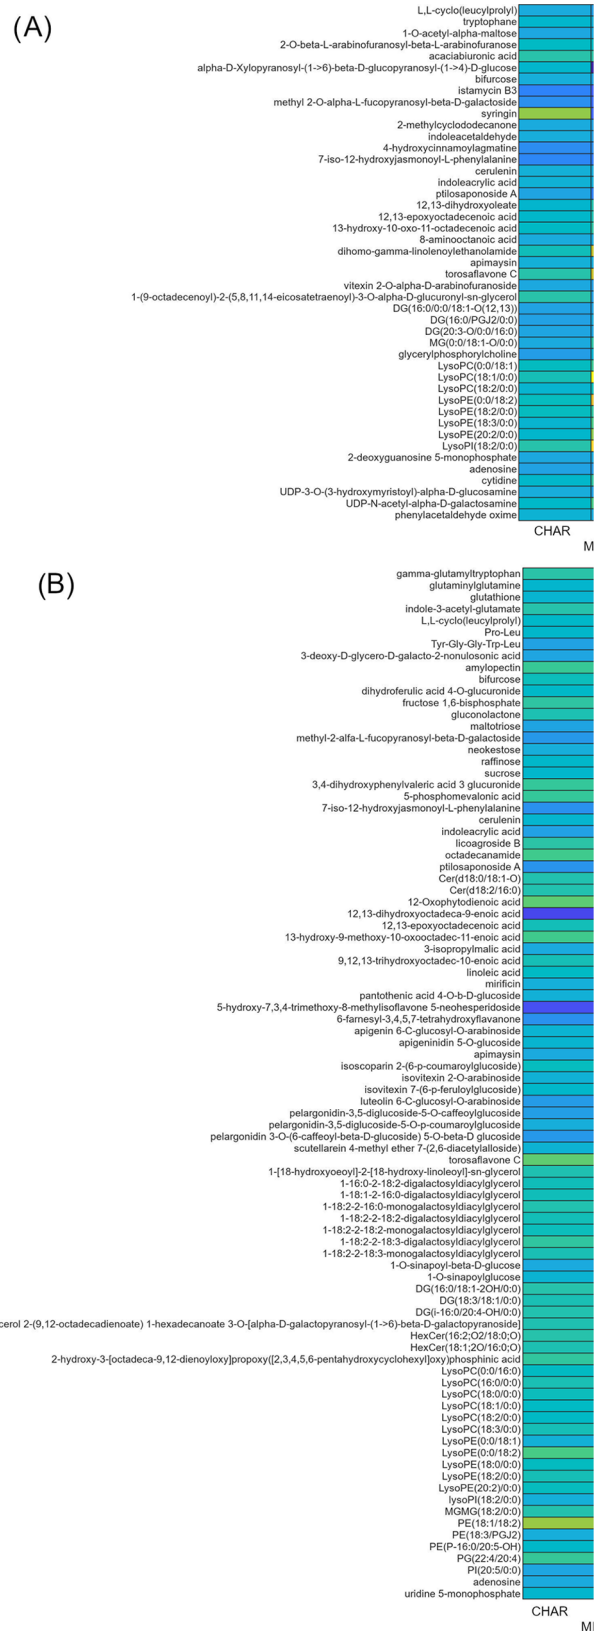 (A)
L,L-cyclo(leucylprolyl)
tryptophane
1-O-acetyl-alpha-maltose
2-O-beta-L-arabinofuranosyl-beta-L-arabinofuranose
acaciabiuronic acid
alpha-D-Xylopyranosyl-(1->6)-beta-D-glucopyranosyl-(1->4)-D-glucose
bifurcose
istamycin B3
methyl 2-O-alpha-L-fucopyranosyl-beta-D-galactoside
syringin
2-methylcyclododecanone
indoleacetaldehyde
4-hydroxycinnamoylagmatine
7-iso-12-hydroxyjasmonoyl-L-phenylalanine
cerulenin
indoleacrylic acid
ptilosaponoside A
12,13-dihydroxyoleate
12,13-epoxyoctadecenoic acid
13-hydroxy-10-oxo-11-octadecenoic acid
8-aminooctanoic acid
dihomo-gamma-linolenoylethanolamide
apimaysin
torosaflavone C
vitexin 2-O-alpha-D-arabinofuranoside
1-(9-octadecenoyl)-2-(5,8,11,14-eicosatetraenoyl)-3-O-alpha-D-glucuronyl-sn-glycerol
DG(16:0/0:0/18:1-O(12,13))
DG(16:0/PGJ2/0:0)
DG(20:3-O/0:0/16:0)
MG(0:0/18:1-O/0:0)
glycerylphosphorylcholine
LysoPC(0:0/18:1)
LysoPC(18:1/0:0)
LysoPC(18:2/0:0)
LysoPE(0:0/18:2)
LysoPE(18:2/0:0)
LysoPE(18:3/0:0)
LysoPE(20:2/0:0)
LysoPI(18:2/0:0)
2-deoxyguanosine 5-monophosphate
adenosine
cytidine
UDP-3-O-(3-hydroxymyristoyl)-alpha-D-glucosamine
UDP-N-acetyl-alpha-D-galactosamine
phenylacetaldehyde oxime
CHAR
(B)
gamma-glutamyltryptophan
glutaminylglutamine
glutathione
indole-3-acetyl-glutamate
L,L-cyclo(leucylprolyl)
Pro-Leu
Tyr-Gly-Gly-Trp-Leu
3-deoxy-D-glycero-D-galacto-2-nonulosonic acid
amylopectin
bifurcose
dihydroferulic acid 4-O-glucuronide
fructose 1,6-bisphosphate
gluconolactone
maltotriose
methyl-2-alfa-L-fucopyranosyl-beta-D-galactoside
neokestose
raffinose
sucrose
3,4-dihydroxyphenylvaleric acid 3 glucuronide
5-phosphomevalonic acid
7-iso-12-hydroxyjasmonoyl-L-phenylalanine
cerulenin
indoleacrylic acid
licoagroside B
octadecanamide
ptilosaponoside A
Cer(d18:0/18:1-O)
Cer(d18:2/16:0)
12-Oxophytodienoic acid
12,13-dihydroxyoctadeca-9-enoic acid
12,13-epoxyoctadecenoic acid
13-hydroxy-9-methoxy-10-oxooctadec-11-enoic acid
3-isopropylmalic acid
9,12,13-trihydroxyoctadec-10-enoic acid
linoleic acid
mirificin
pantothenic acid 4-O-b-D-glucoside
5-hydroxy-7,3,4-trimethoxy-8-methylisoflavone 5-neohesperidoside
6-farnesyl-3,4,5,7-tetrahydroxyflavanone
apigenin 6-C-glucosyl-O-arabinoside
apigeninidin 5-O-glucoside
apimaysin
isoscoparin 2-(6-p-coumaroylglucoside)
isovitexin 2-O-arabinoside
isovitexin 7-(6-p-feruloylglucoside)
luteolin 6-C-glucosyl-O-arabinoside
pelargonidin-3,5-diglucoside-5-O-caffeoylglucoside
pelargonidin-3,5-diglucoside-5-O-p-coumaroylglucoside
pelargonidin 3-O-(6-caffeoyl-beta-D-glucoside) 5-O-beta-D glucoside
scutellarein 4-methyl ether 7-(2,6-diacetylalloside)
torosaflavone C
1-[18-hydroxyoeoyl]-2-[18-hydroxy-linoleoyl]-sn-glycerol
1-16:0-2-18:2-digalactosyldiacylglycerol
1-18:1-2-16:0-digalactosyldiacylglycerol
1-18:2-2-16:0-monogalactosyldiacylglycerol
1-18:2-2-18:2-digalactosyldiacylglycerol
1-18:2-2-18:2-monogalactosyldiacylglycerol
1-18:2-2-18:3-digalactosyldiacylglycerol
1-18:2-2-18:3-monogalactosyldiacylglycerol
1-O-sinapoyl-beta-D-glucose
1-O-sinapoylglucose
DG(16:0/18:1-2OH/0:0)
DG(18:3/18:1/0:0)
DG(i-16:0/20:4-OH/0:0)
cerol 2-(9,12-octadecadienoate) 1-hexadecanoate 3-O-[alpha-D-galactopyranosyl-(1->6)-beta-D-galactopyranoside]
HexCer(16:2;O2/18:0;O)
HexCer(18:1;2O/16:0;O)
2-hydroxy-3-[octadeca-9,12-dienoyloxy]propoxy([2,3,4,5,6-pentahydroxycyclohexyl]oxy)phosphinic acid
LysoPC(0:0/16:0)
LysoPC(16:0/0:0)
LysoPC(18:0/0:0)
LysoPC(18:1/0:0)
LysoPC(18:2/0:0)
LysoPC(18:3/0:0)
LysoPE(0:0/18:1)
LysoPE(0:0/18:2)
LysoPE(18:0/0:0)
LysoPE(18:2/0:0)
LysoPE(20:2)/0:0)
lysoPI(18:2/0:0)
MGMG(18:2/0:0)
PE(18:1/18:2)
PE(18:3/PGJ2)
PE(P-16:0/20:5-OH)
PG(22:4/20:4)
PI(20:5/0:0)
adenosine
uridine 5-monophosphate
CHAR